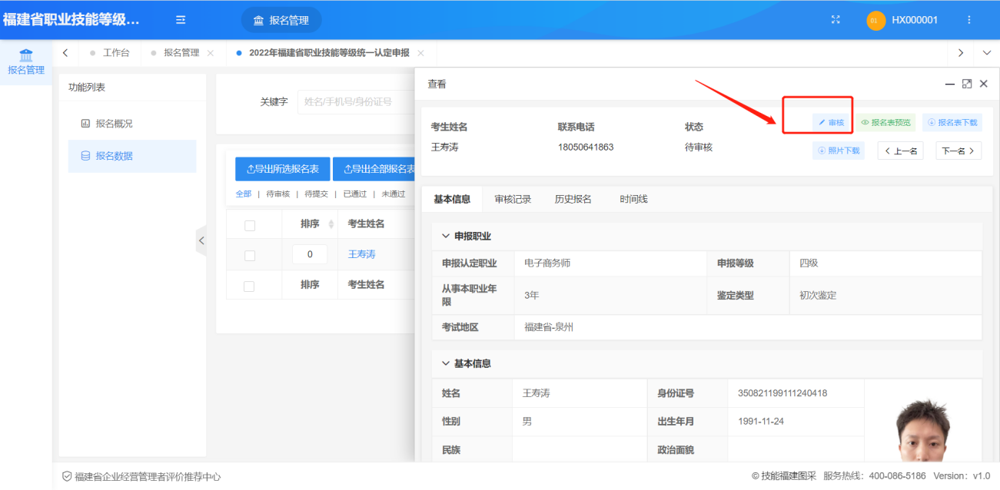 福建省职业技能等级...
报名管理
01 HX000001
报名管理
工作台
报名管理
2022年福建省职业技能等级统一认定申报
功能列表
报名概况
报名数据
关键字
姓名/手机号/身份证号
导出所选报名表
导出全部报名表
全部 | 待审核 | 待提交 | 已通过 | 未通过
排序 考生姓名
0 王寿涛
排序 考生姓名
查看
考生姓名 联系电话 状态
王寿涛 18050641863 待审核
审核 报名表预览 报名表下载
照片下载 上一名 下一名
基本信息 审核记录 历史报名 时间线
申报职业
申报认定职业 电子商务师 申报等级 四级
从事本职业年限 3年 鉴定类型 初次鉴定
考试地区 福建省-泉州
基本信息
姓名 王寿涛 身份证号 350821199111240418
性别 男 出生年月 1991-11-24
民族 政治面貌
福建省企业经营管理者评价推荐中心
© 技能福建图采 服务热线：400-086-5186 Version：v1.0